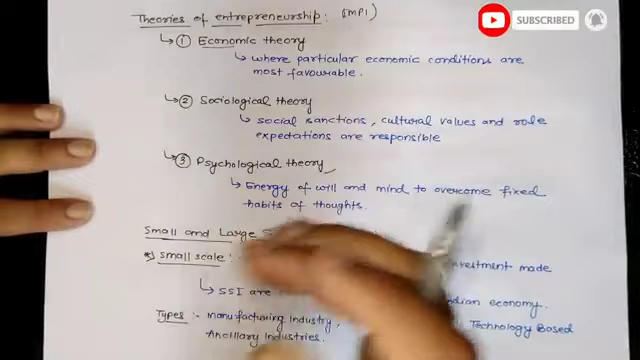 Theories of entrepreneurship: (MPI)
SUBSCRIBED
① Economic theory
where particular economic conditions are
most favourable.
② Sociological theory
social sanctions, cultural values and role
expectations are responsible
③ Psychological theory
Energy of will and mind to overcome fixed
habits of thoughts.
Small and Large
* Small scale :- investment made
SSI are Indian economy.
Types :- Manufacturing industry, Technology Based
Ancillary Industries.